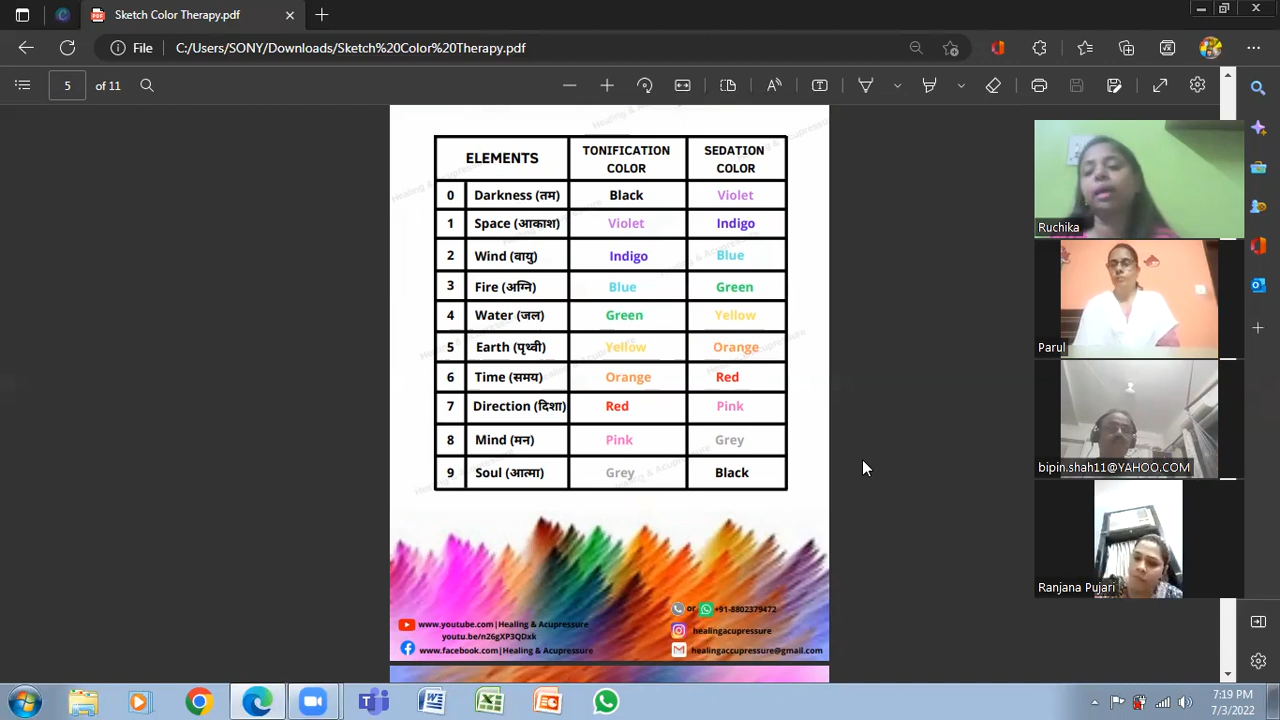 Sketch Color Therapy.pdf
File C:/Users/SONY/Downloads/Sketch%20Color%20Therapy.pdf
5 of 11
Healing & Acupressure
ELEMENTS TONIFICATION COLOR SEDATION COLOR
0 Darkness (तम) Black Violet
1 Space (आकाश) Violet Indigo
2 Wind (वायु) Indigo Blue
3 Fire (अग्नि) Blue Green
4 Water (जल) Green Yellow
5 Earth (पृथ्वी) Yellow Orange
6 Time (समय) Orange Red
7 Direction (दिशा) Red Pink
8 Mind (मन) Pink Grey
9 Soul (आत्मा) Grey Black
www.youtube.com|Healing & Acupressure
youtu.be/n26gXP3QDxk
www.facebook.com|Healing & Acupressure
or +91-8802379472
healingacupressure
healingaccupressure@gmail.com
Ruchika
Parul
bipin.shah11@YAHOO.COM
Ranjana Pujari
7:19 PM
7/3/2022